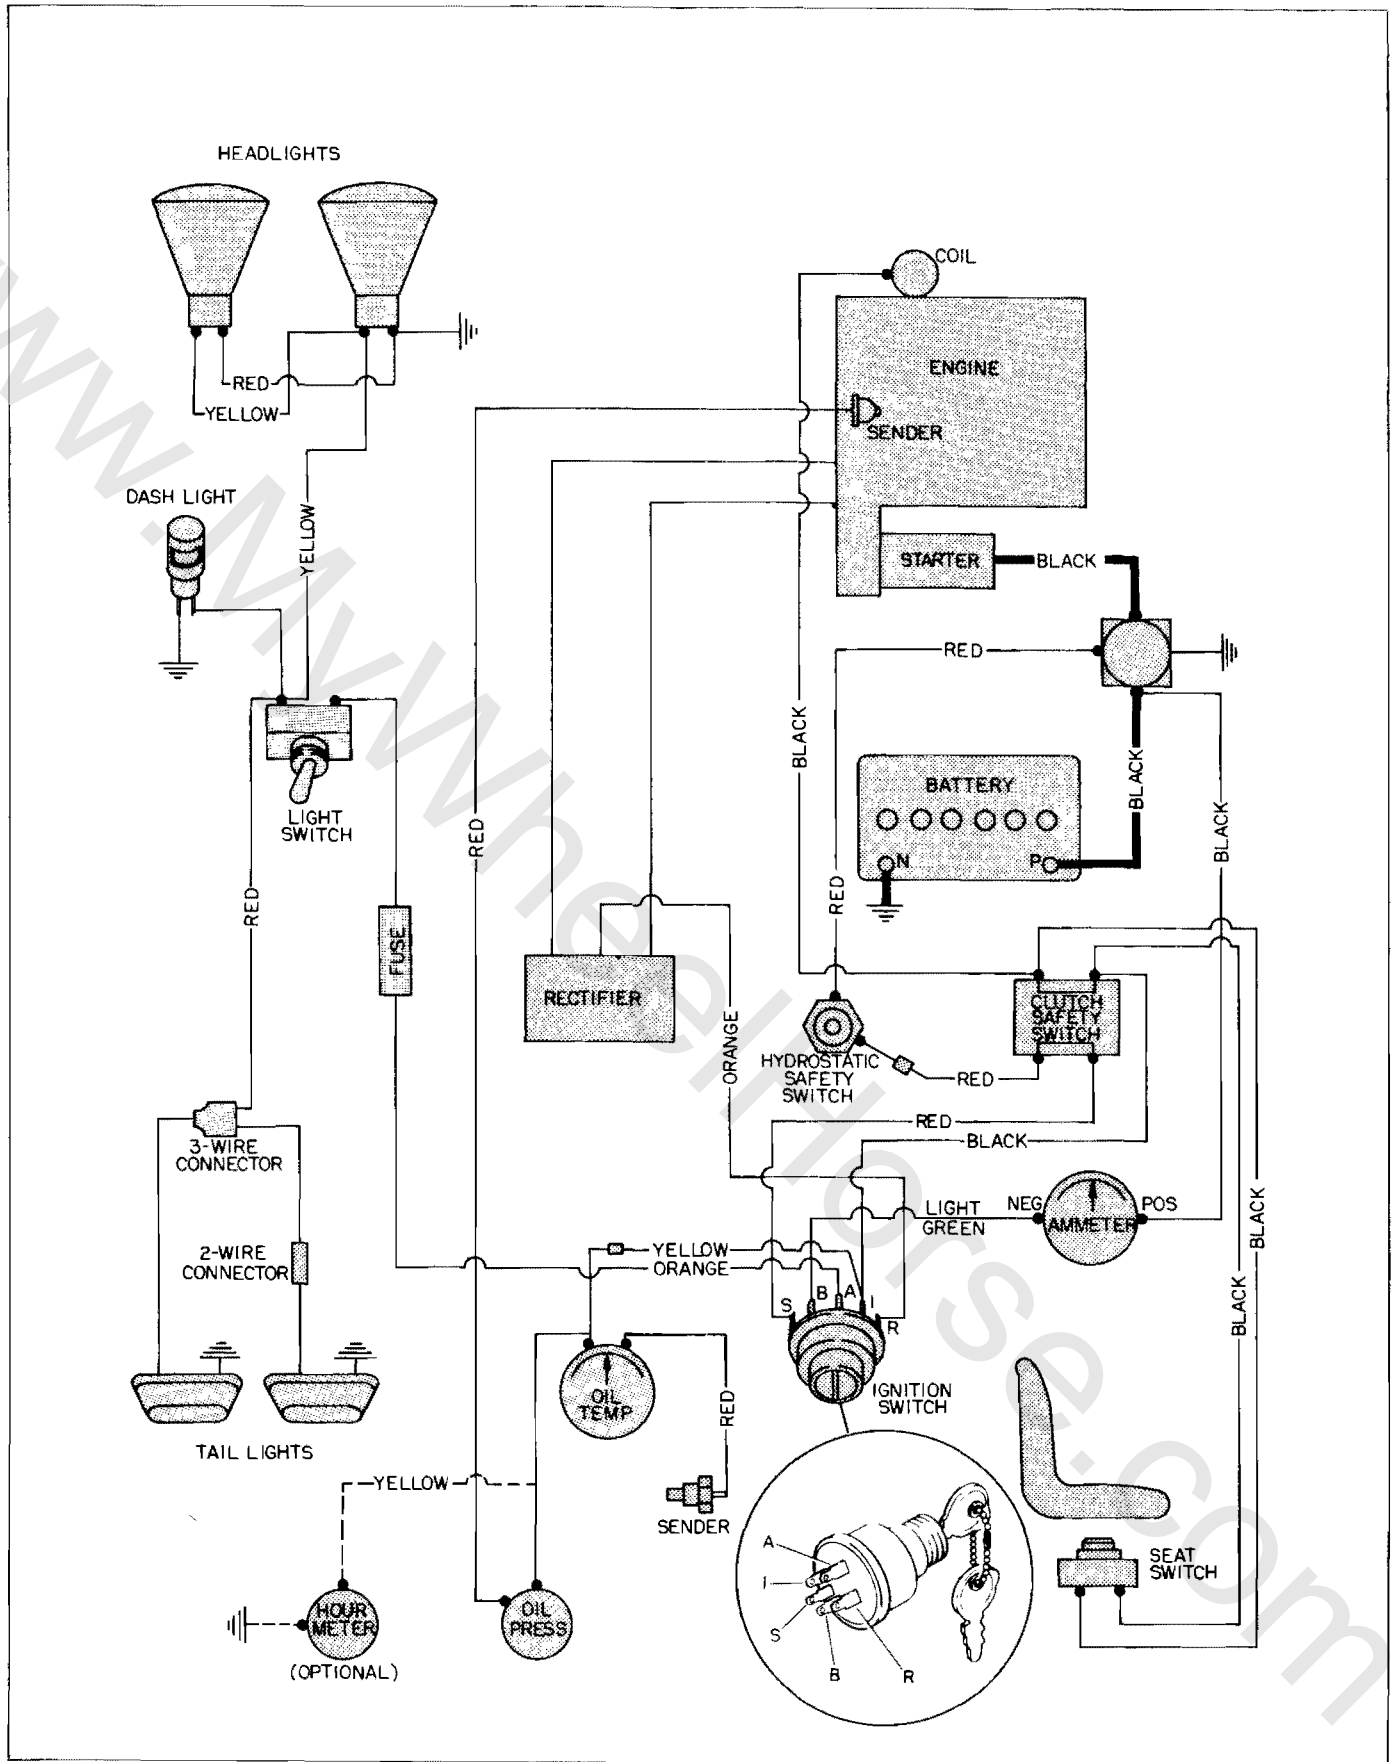 HEADLIGHTS
COIL
ENGINE
RED
YELLOW
SENDER
DASH LIGHT
YELLOW
STARTER
BLACK
RED
BLACK
BATTERY
BLACK
LIGHT
SWITCH
RED
BLACK
N
P
RED
RED
FUSE
RECTIFIER
ORANGE
CLUTCH
SAFETY
SWITCH
HYDROSTATIC
SAFETY
SWITCH
RED
RED
BLACK
3-WIRE
CONNECTOR
NEG
POS
AMMETER
LIGHT
GREEN
BLACK
2-WIRE
CONNECTOR
YELLOW
ORANGE
BLACK
S
B
A
I
R
OIL
TEMP
RED
IGNITION
SWITCH
TAIL LIGHTS
YELLOW
SENDER
A
I
S
B
R
SEAT
SWITCH
HOUR
METER
(OPTIONAL)
OIL
PRESS
www.MyWheelHorse.com